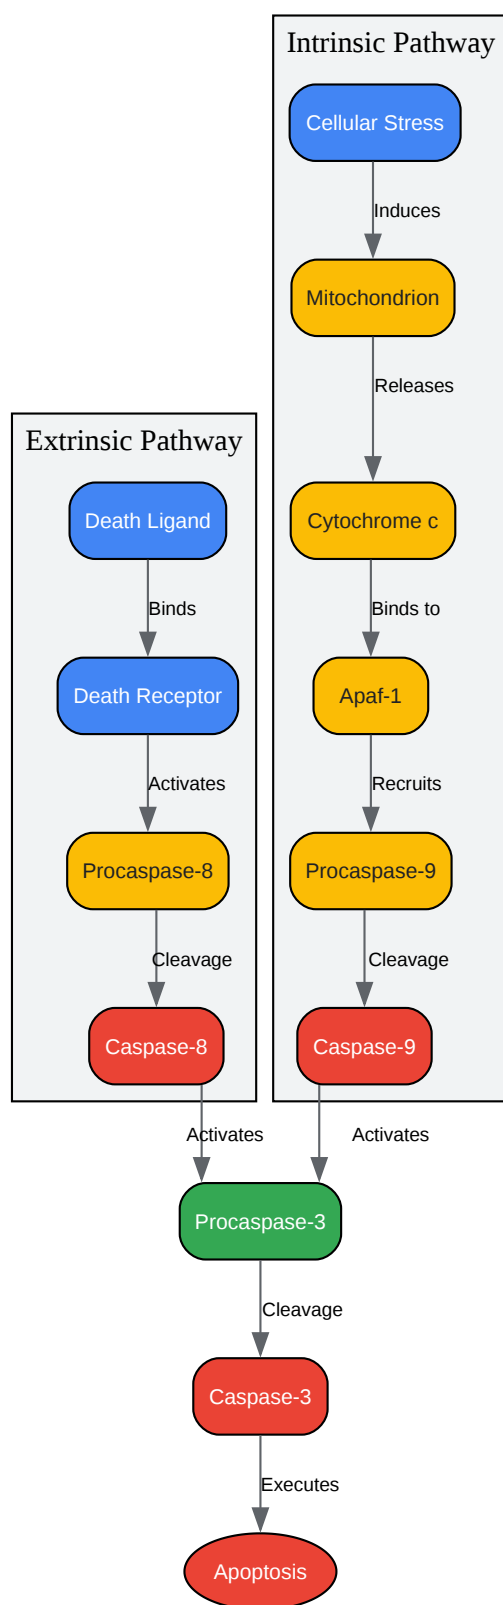 Intrinsic Pathway
Cellular Stress
Induces
Mitochondrion
Releases
Cytochrome c
Binds to
Apaf-1
Recruits
Procaspase-9
Cleavage
Caspase-9
Activates
Extrinsic Pathway
Death Ligand
Binds
Death Receptor
Activates
Procaspase-8
Cleavage
Caspase-8
Activates
Procaspase-3
Cleavage
Caspase-3
Executes
Apoptosis